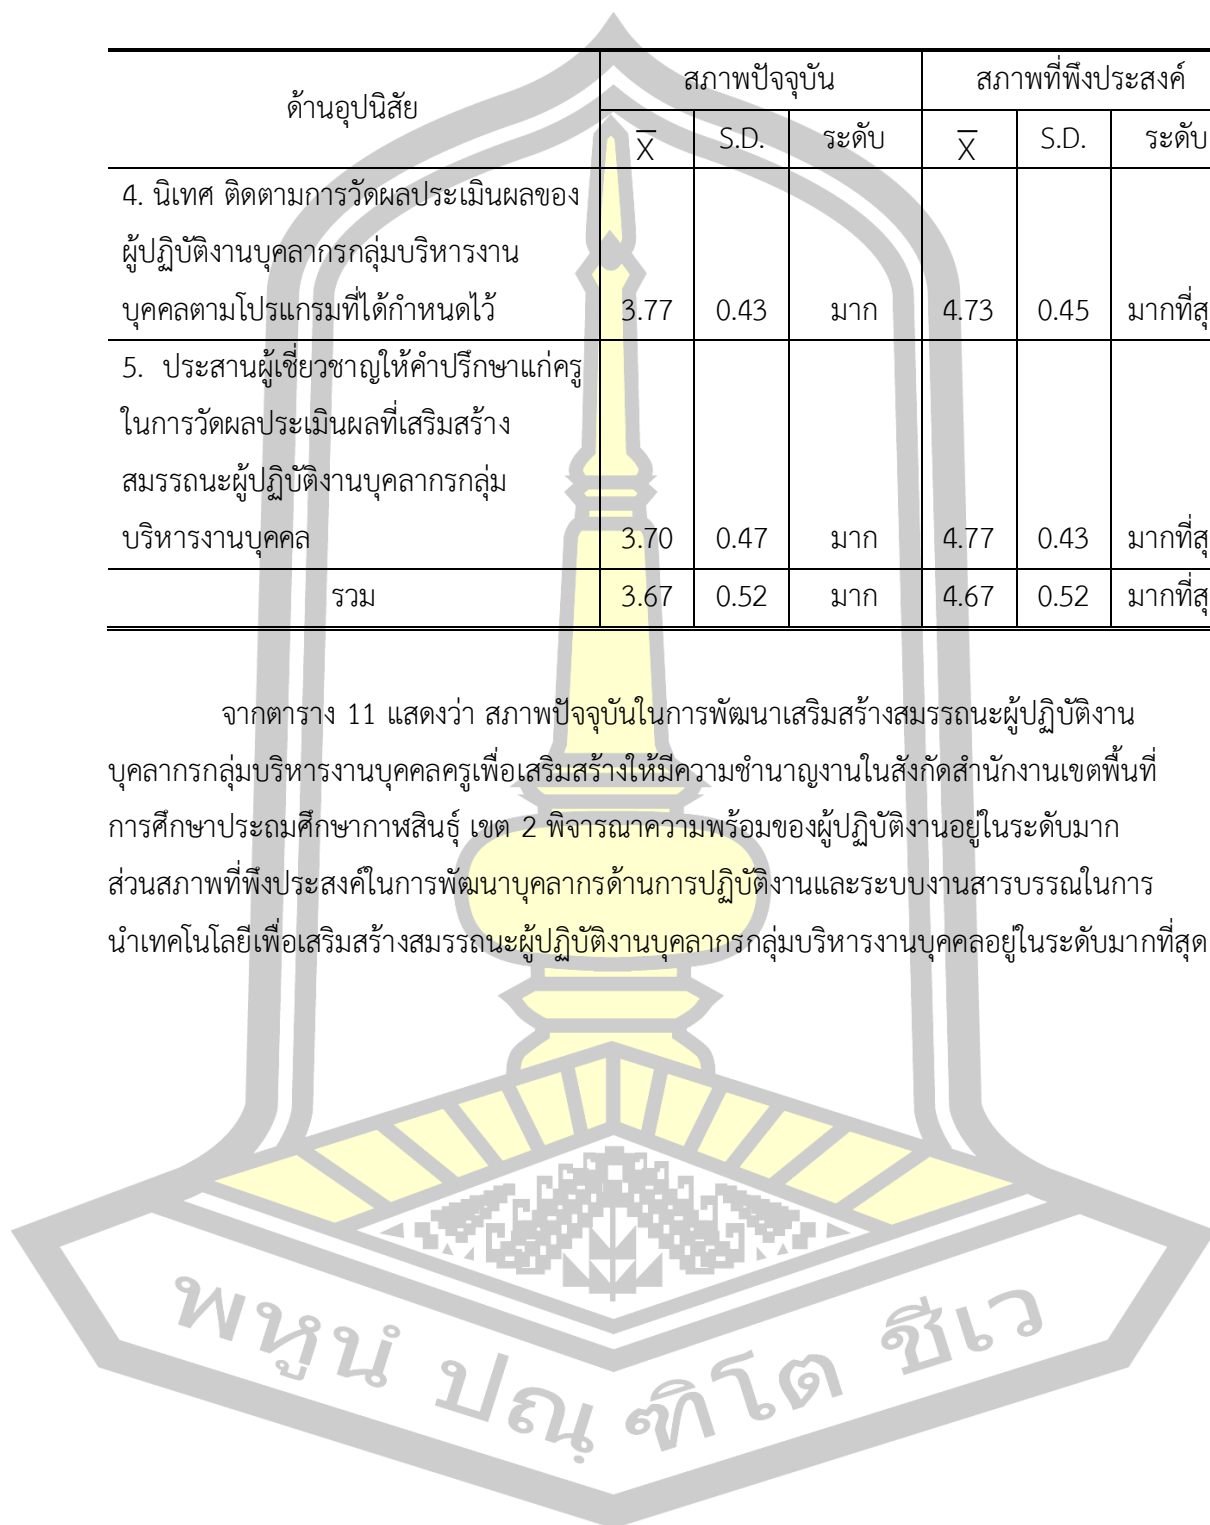 ด้านอุปนิสัย สภาพปัจจุบัน สภาพที่พึงประสงค์
X̅ S.D. ระดับ X̅ S.D. ระดับ
4. นิเทศ ติดตามการวัดผลประเมินผลของ
ผู้ปฏิบัติงานบุคลากรกลุ่มบริหารงาน
บุคคลตามโปรแกรมที่ได้กำหนดไว้ 3.77 0.43 มาก 4.73 0.45 มากที่สุ
5. ประสานผู้เชี่ยวชาญให้คำปรึกษาแก่ครู
ในการวัดผลประเมินผลที่เสริมสร้าง
สมรรถนะผู้ปฏิบัติงานบุคลากรกลุ่ม
บริหารงานบุคคล 3.70 0.47 มาก 4.77 0.43 มากที่สุ
รวม 3.67 0.52 มาก 4.67 0.52 มากที่สุ
จากตาราง 11 แสดงว่า สภาพปัจจุบันในการพัฒนาเสริมสร้างสมรรถนะผู้ปฏิบัติงาน
บุคลากรกลุ่มบริหารงานบุคคลครูเพื่อเสริมสร้างให้มีความชำนาญงานในสังกัดสำนักงานเขตพื้นที่
การศึกษาประถมศึกษากาฬสินธุ์ เขต 2 พิจารณาความพร้อมของผู้ปฏิบัติงานอยู่ในระดับมาก
ส่วนสภาพที่พึงประสงค์ในการพัฒนาบุคลากรด้านการปฏิบัติงานและระบบงานสารบรรณในการ
นำเทคโนโลยีเพื่อเสริมสร้างสมรรถนะผู้ปฏิบัติงานบุคลากรกลุ่มบริหารงานบุคคลอยู่ในระดับมากที่สุด
พหูนํ ปณฺฑิโต ชีเว